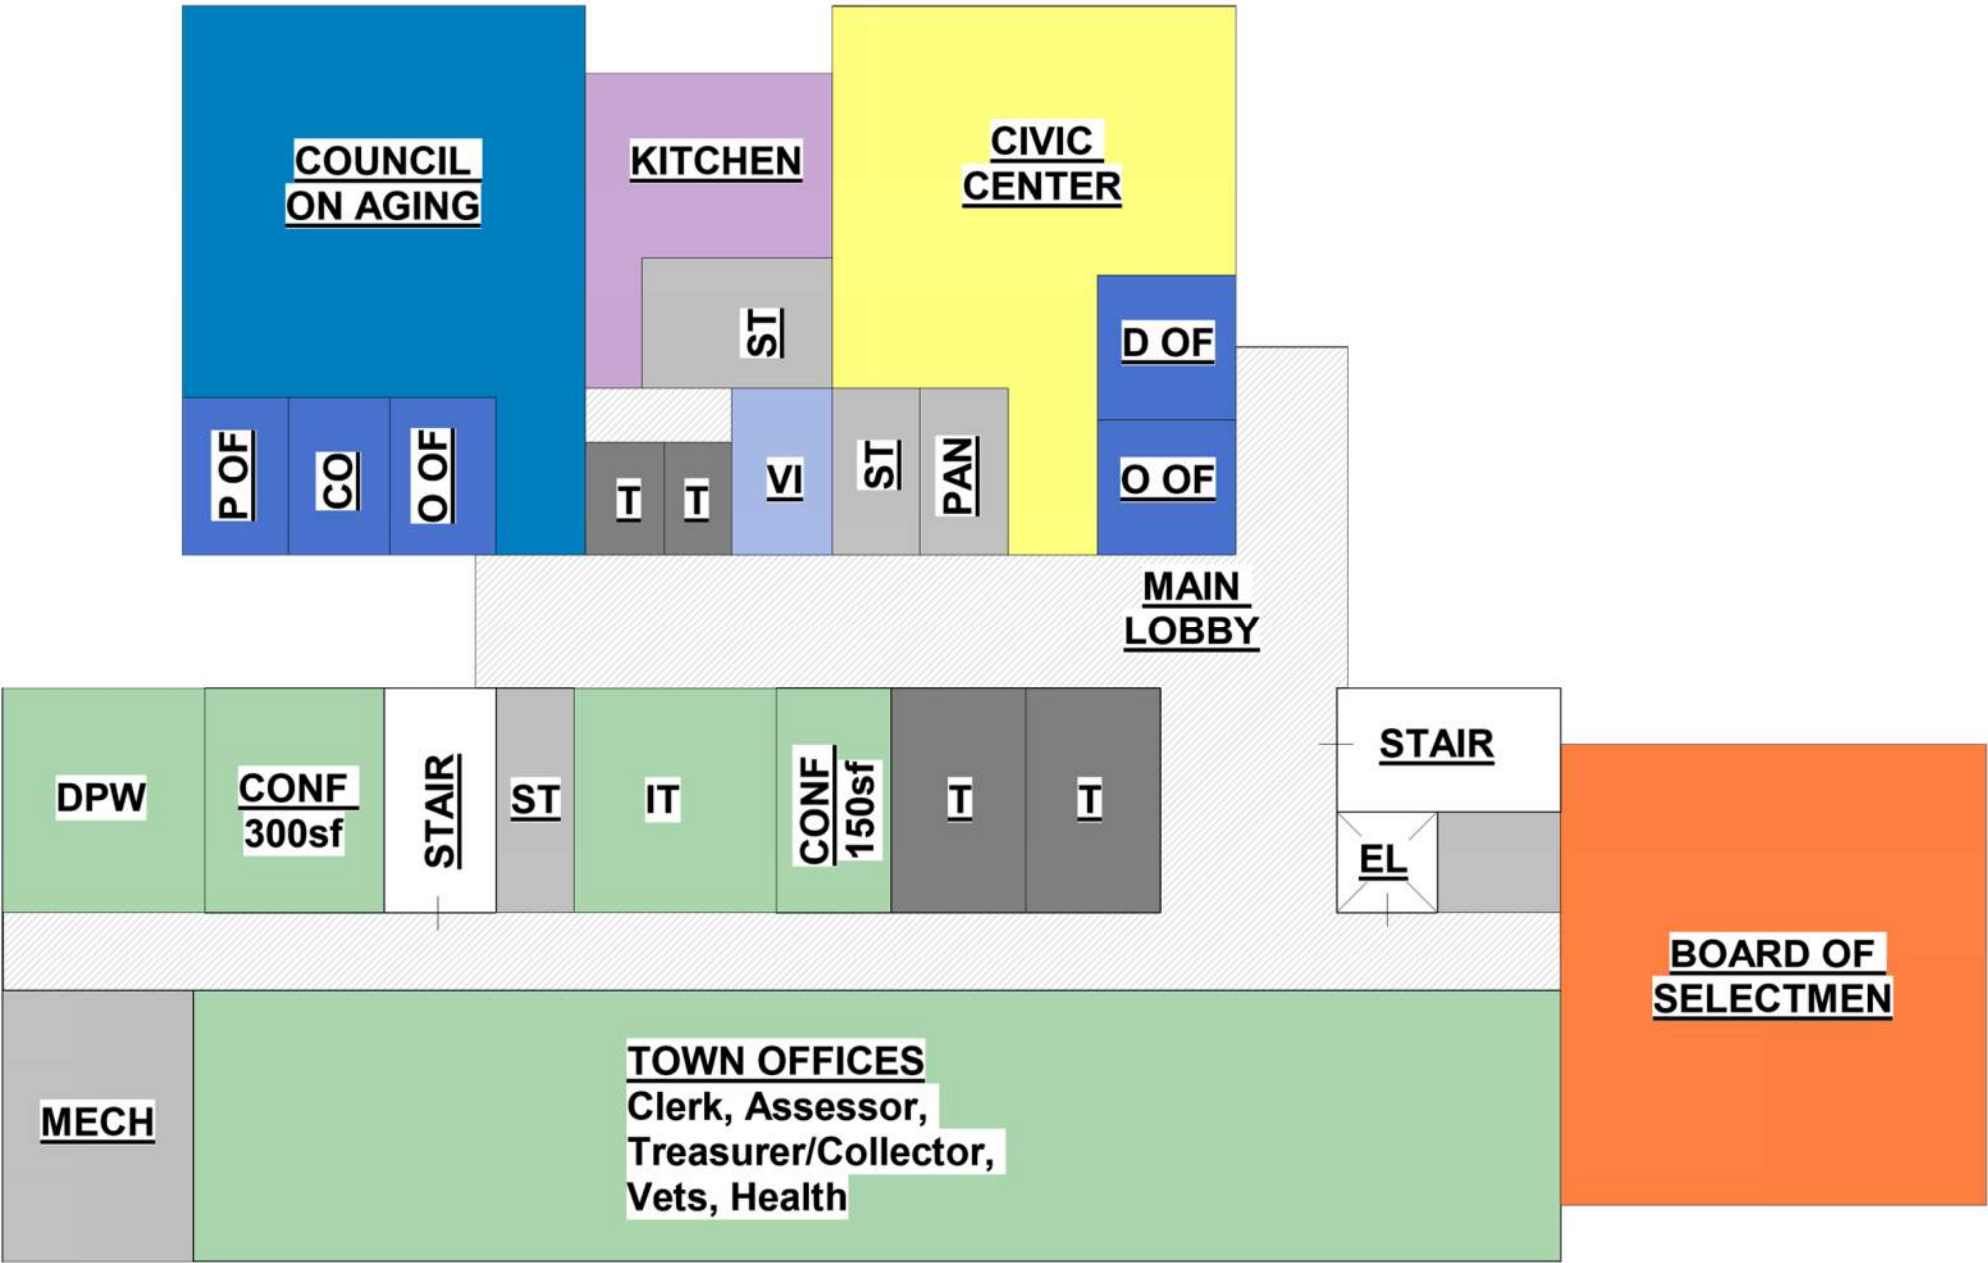 COUNCIL
ON AGING
KITCHEN
CIVIC
CENTER
ST
D OF
P OF
CO
O OF
T
T
VI
ST
PAN
O OF
MAIN
LOBBY
DPW
CONF
300sf
STAIR
ST
IT
CONF
150sf
T
T
STAIR
EL
BOARD OF
SELECTMEN
MECH
TOWN OFFICES
Clerk, Assessor,
Treasurer/Collector,
Vets, Health